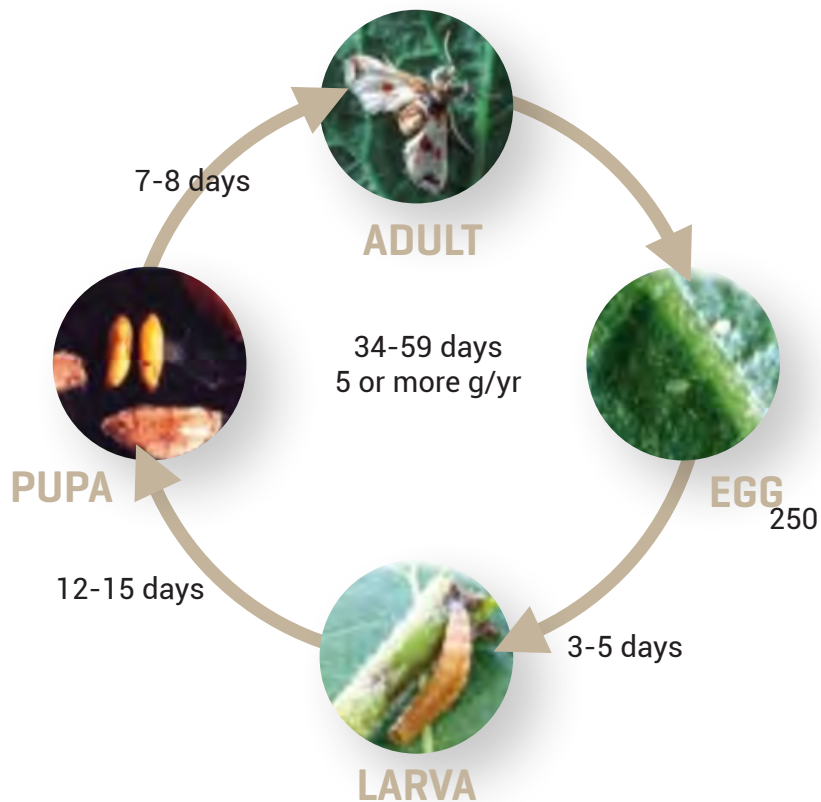 ADULT
7-8 days
34-59 days
5 or more g/yr
PUPA
EGG
250
12-15 days
3-5 days
LARVA